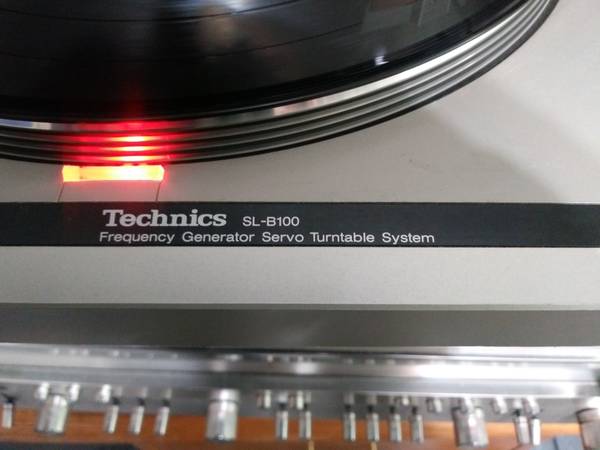 Technics SL-B100
Frequency Generator Servo Turntable System